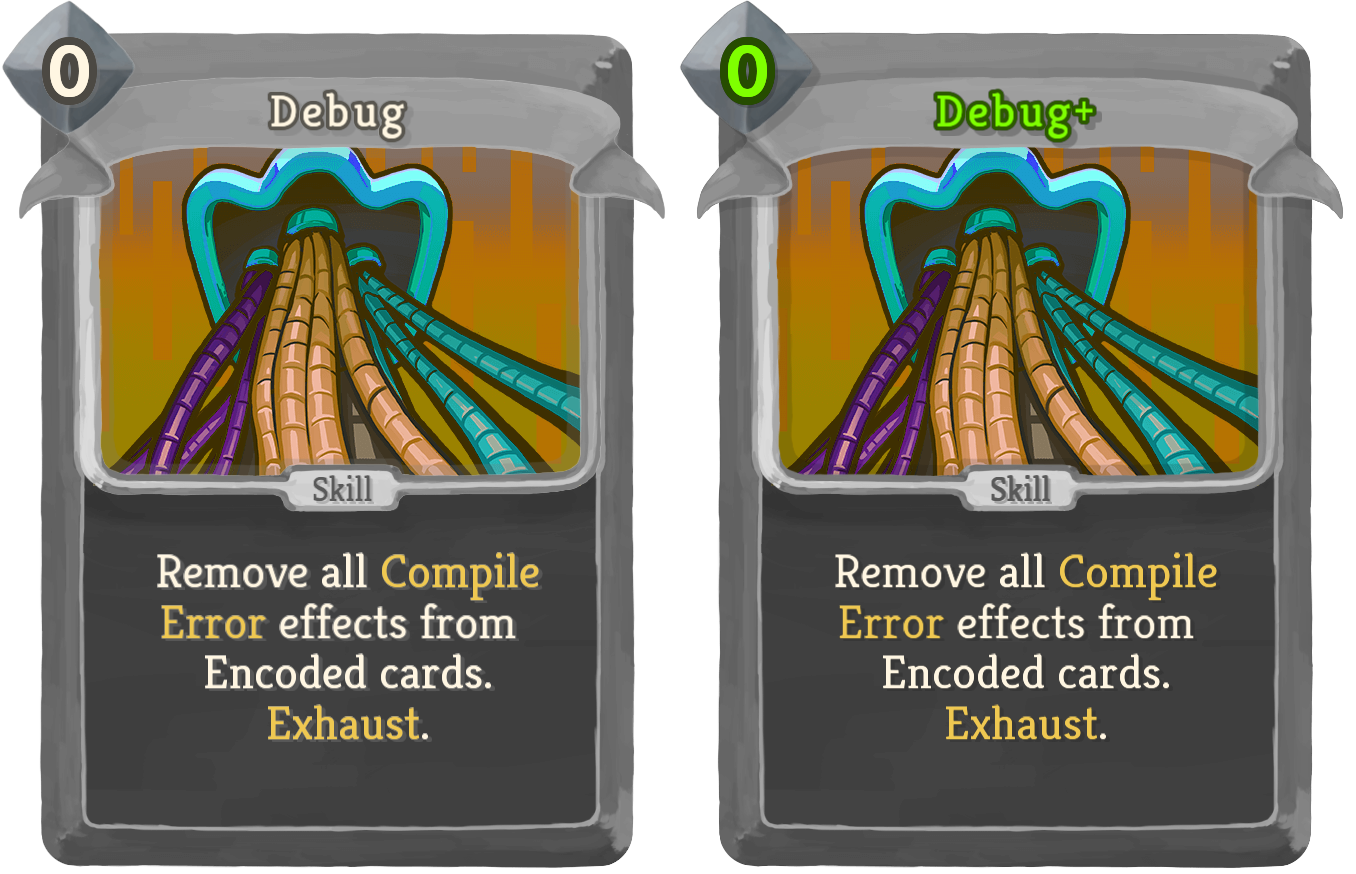 0
Debug
Skill
Remove all Compile
Error effects from
Encoded cards.
Exhaust.
0
Debug+
Skill
Remove all Compile
Error effects from
Encoded cards.
Exhaust.